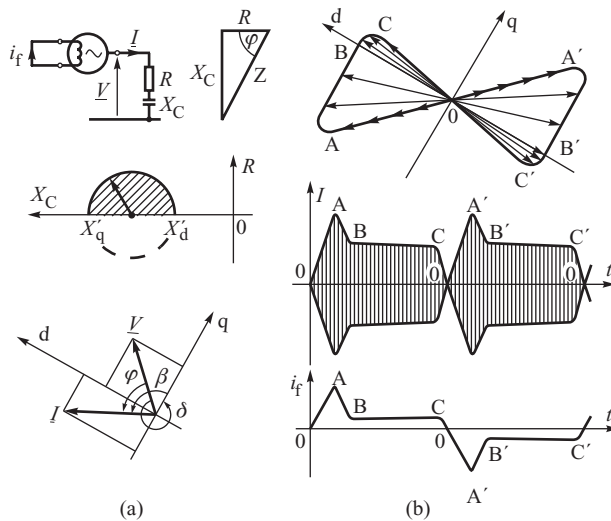 i_f
I
V
R
X_C
R
φ
X_C
Z
R
X_C
X′_q
X′_d
0
d
q
V
φ
β
δ
I
(a)
d
q
C
B
A′
A
0
B′
C′
I
A
B
C
A′
B′
C′
0
0
0
t
i_f
A
B
C
0
B′
C′
A′
t
(b)